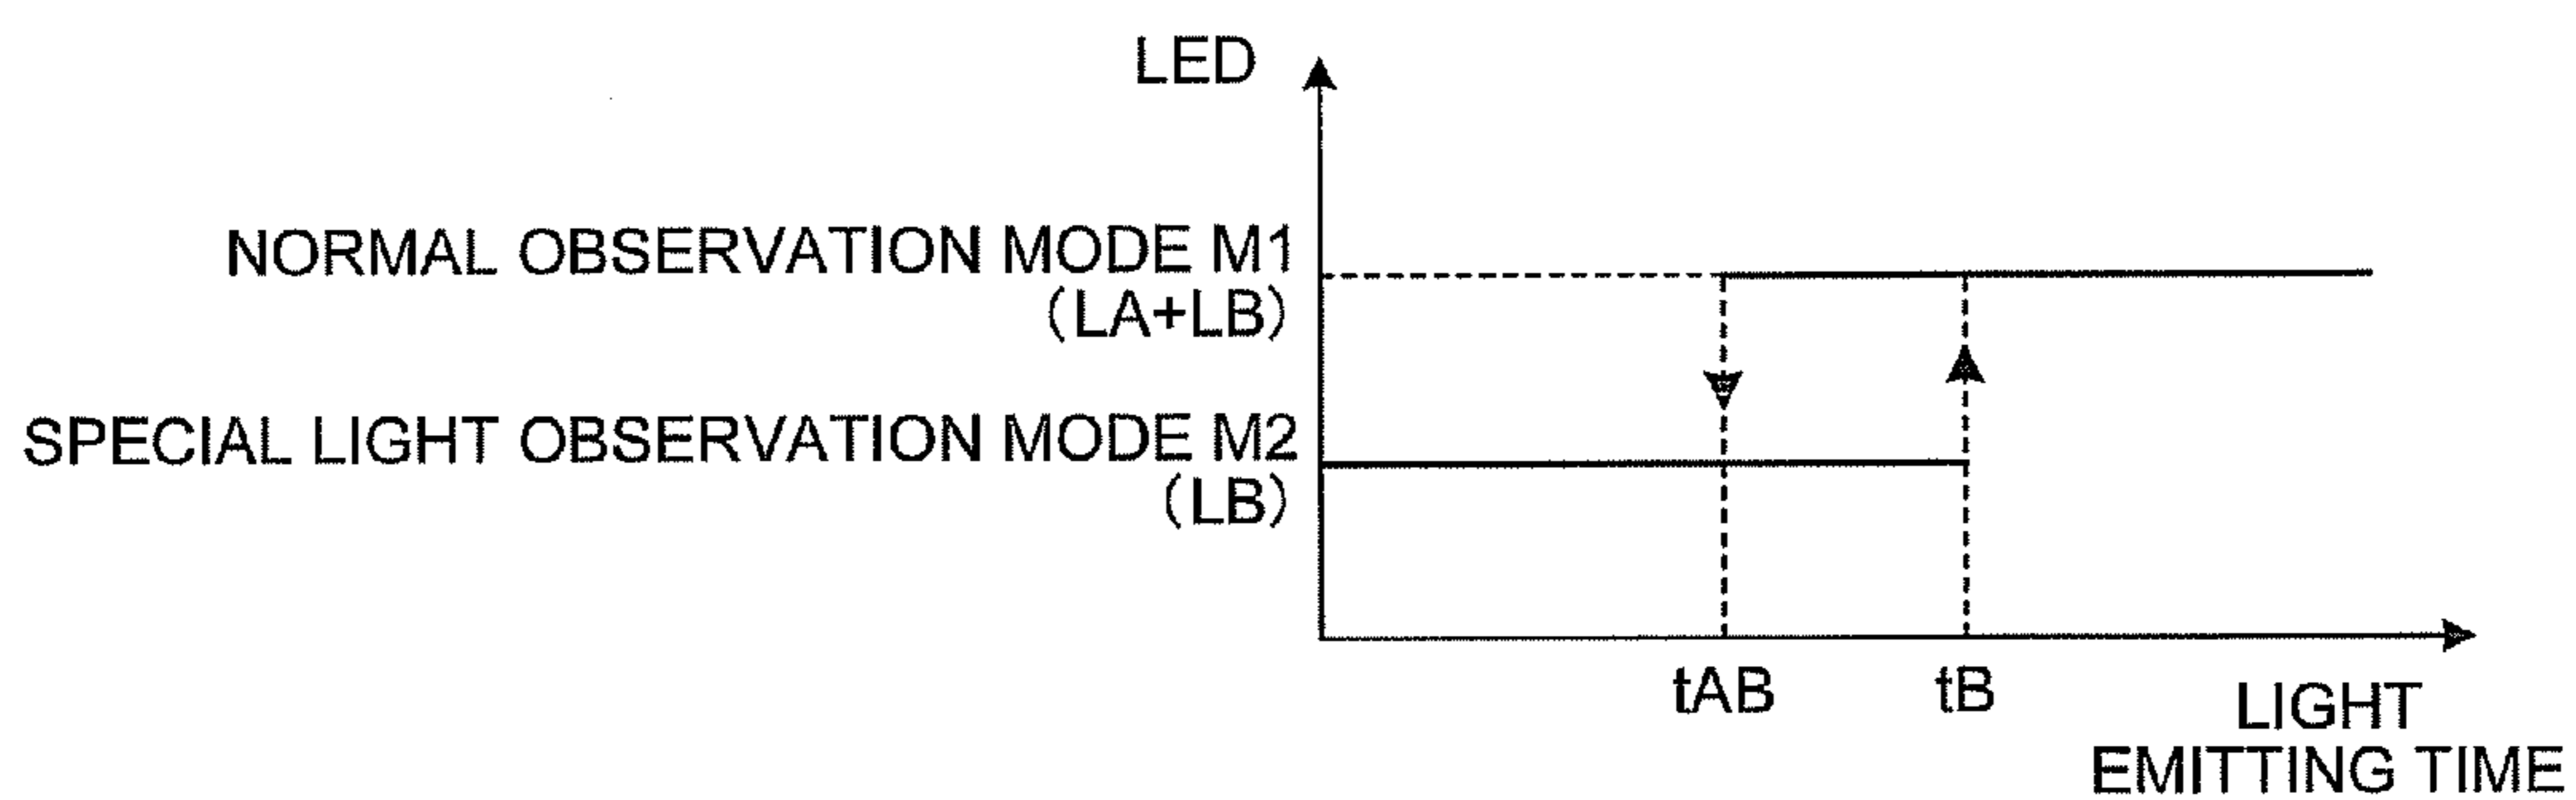 LED
NORMAL OBSERVATION MODE M1
(LA+LB)
SPECIAL LIGHT OBSERVATION MODE M2
(LB)
tAB
tB
LIGHT
EMITTING TIME